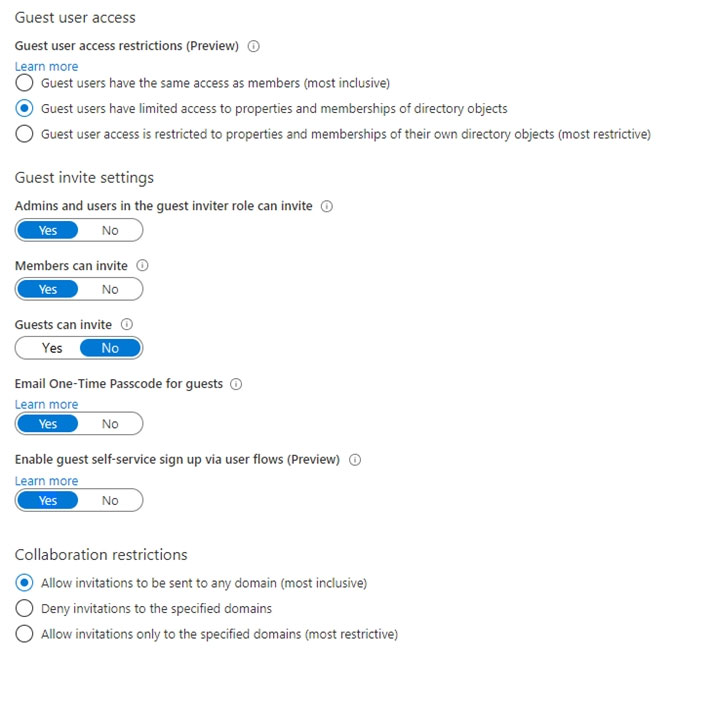 Guest user access
Guest user access restrictions (Preview)
Learn more
Guest users have the same access as members (most inclusive)
Guest users have limited access to properties and memberships of directory objects
Guest user access is restricted to properties and memberships of their own directory objects (most restrictive)
Guest invite settings
Admins and users in the guest inviter role can invite
Yes No
Members can invite
Yes No
Guests can invite
Yes No
Email One-Time Passcode for guests
Learn more
Yes No
Enable guest self-service sign up via user flows (Preview)
Learn more
Yes No
Collaboration restrictions
Allow invitations to be sent to any domain (most inclusive)
Deny invitations to the specified domains
Allow invitations only to the specified domains (most restrictive)